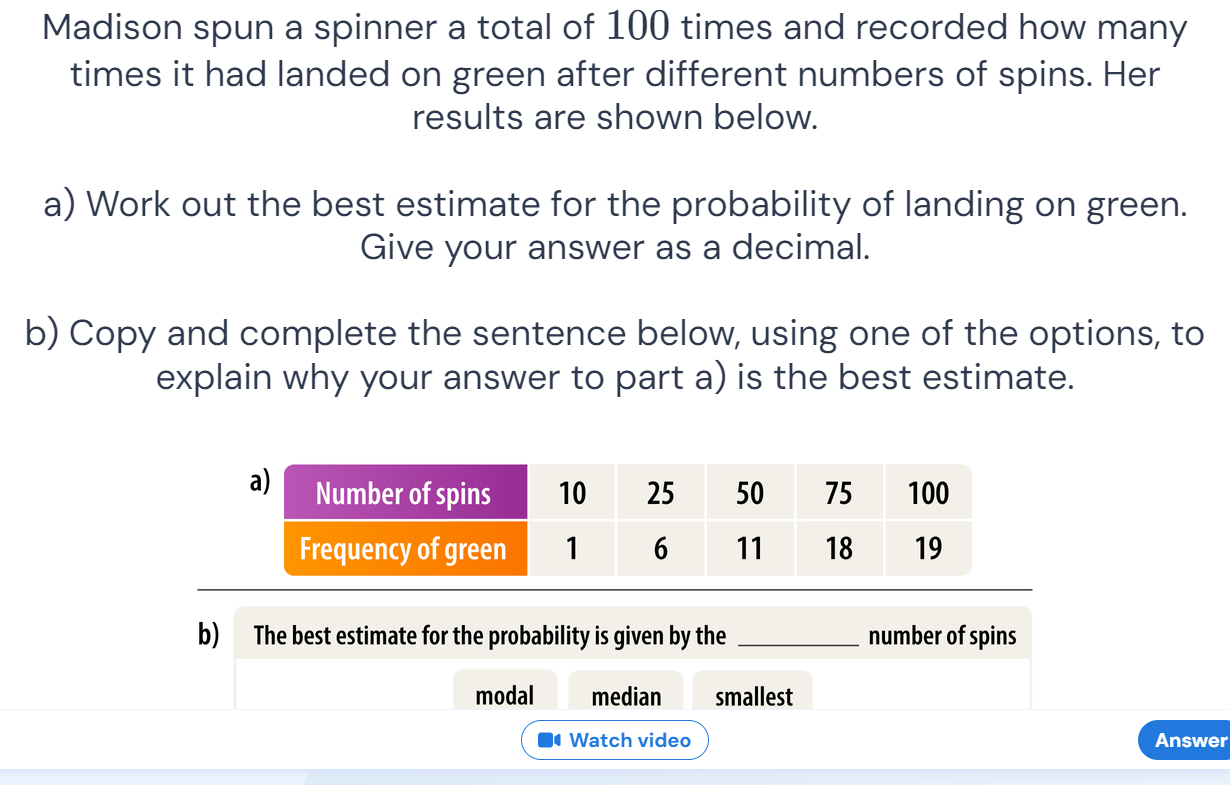 Madison spun a spinner a total of 100 times and recorded how many
times it had landed on green after different numbers of spins. Her
results are shown below.
a) Work out the best estimate for the probability of landing on green.
Give your answer as a decimal.
b) Copy and complete the sentence below, using one of the options, to
explain why your answer to part a) is the best estimate.
a) Number of spins 10 25 50 75 100
Frequency of green 1 6 11 18 19
b) The best estimate for the probability is given by the __________ number of spins
modal median smallest
Watch video Answer